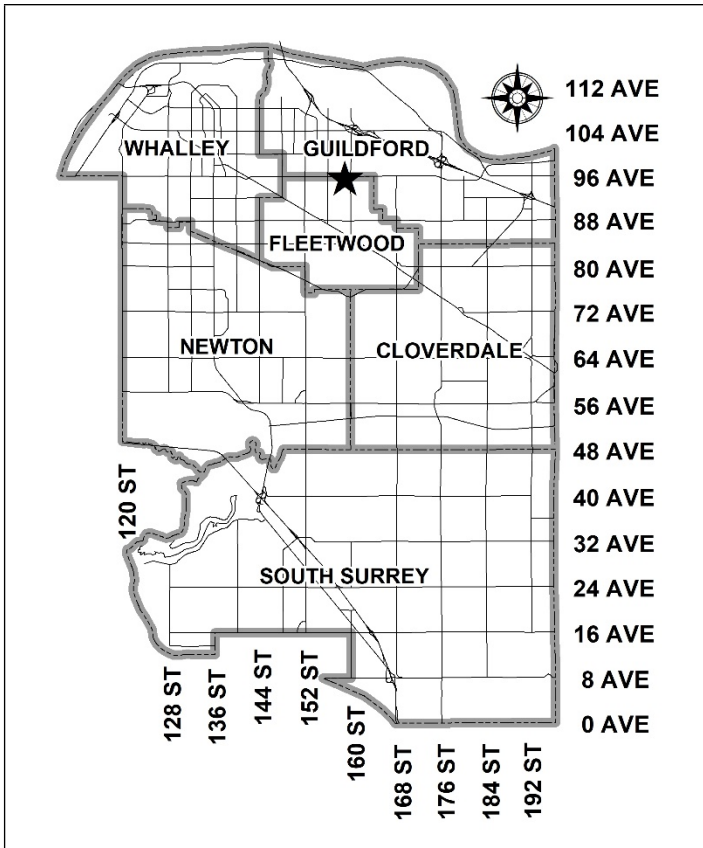 112 AVE
104 AVE
WHALLEY
GUILDFORD
96 AVE
88 AVE
FLEETWOOD
80 AVE
72 AVE
NEWTON
CLOVERDALE
64 AVE
56 AVE
48 AVE
120 ST
40 AVE
32 AVE
SOUTH SURREY
24 AVE
16 AVE
8 AVE
0 AVE
128 ST
136 ST
144 ST
152 ST
160 ST
168 ST
176 ST
184 ST
192 ST